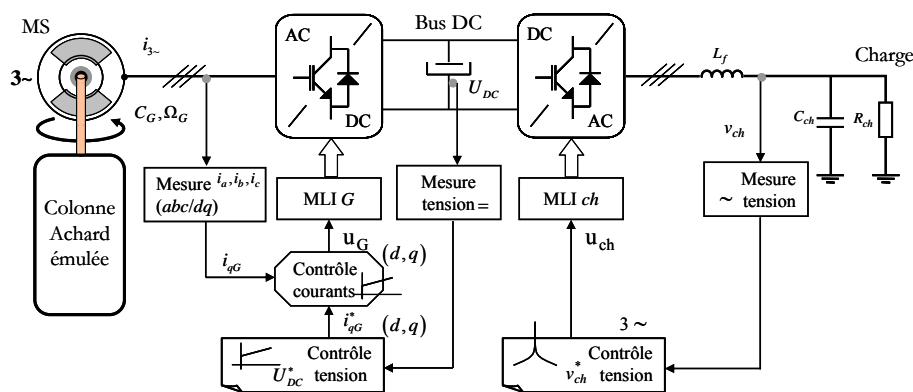 MS
3~
i3~
AC
DC
Bus DC
UDC
DC
AC
Lf
Charge
CG, ΩG
vch
Cch
Rch
Colonne
Achard
émulée
Mesure ia, ib, ic
(abc/dq)
MLI G
Mesure
tension =
MLI ch
Mesure
~ tension
iqG
uG
(d, q)
uch
Contrôle
courants
i*qG
(d, q)
3 ~
U*DC
Contrôle
tension
v*ch
Contrôle
tension